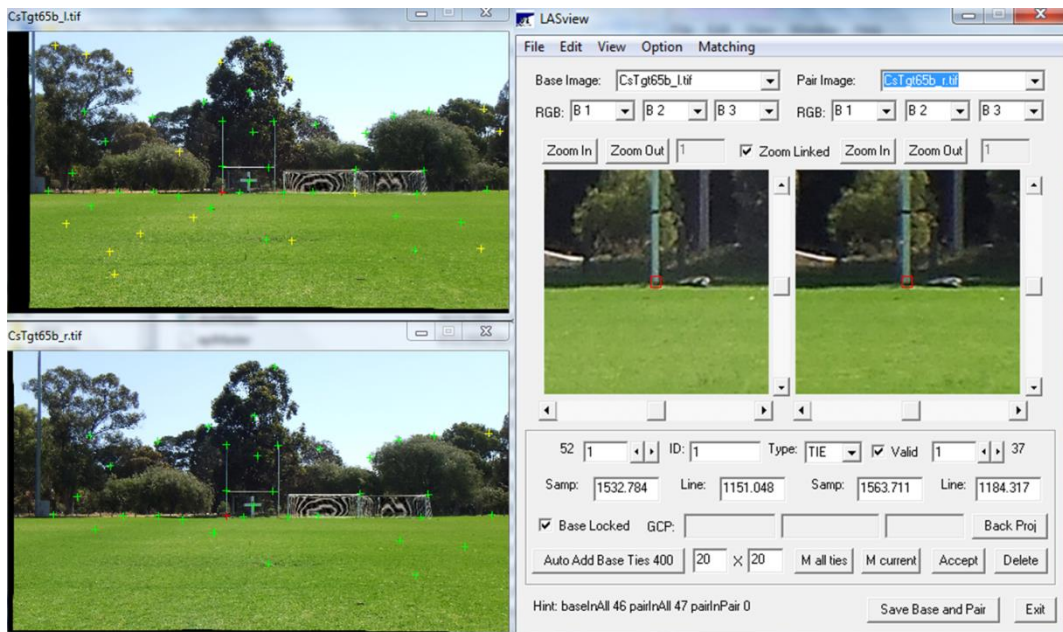 CsTgt65b_l.tif
CsTgt65b_r.tif
LASview
File Edit View Option Matching
Base Image: CsTgt65b_l.tif Pair Image: CsTgt65b_r.tif
RGB: B 1 B 2 B 3 RGB: B 1 B 2 B 3
Zoom In Zoom Out 1 Zoom Linked Zoom In Zoom Out 1
52 1 ID: 1 Type: TIE Valid 1 37
Samp: 1532.784 Line: 1151.048 Samp: 1563.711 Line: 1184.317
Base Locked GCP: Back Proj
Auto Add Base Ties 400 20 X 20 M all ties M current Accept Delete
Hint: baseInAll 46 pairInAll 47 pairInPair 0 Save Base and Pair Exit